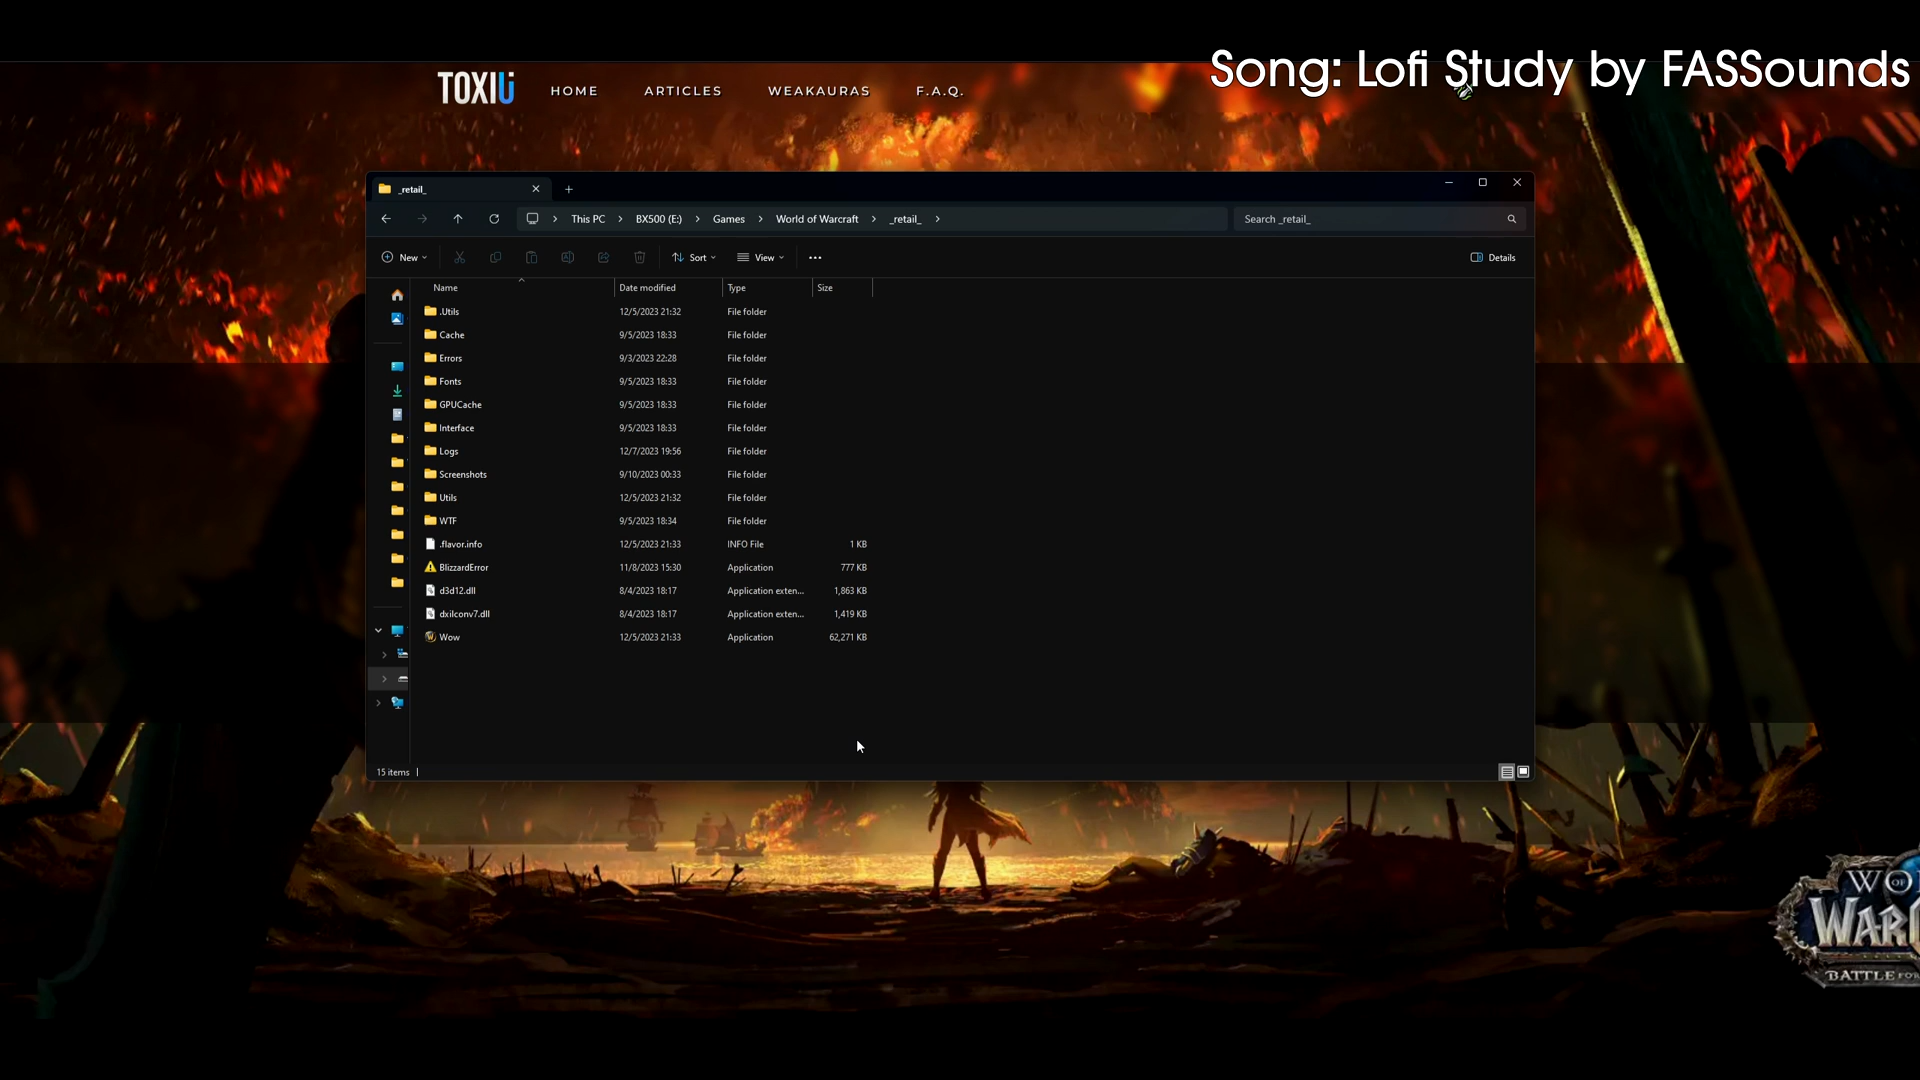 Song: Lofi Study by FASSounds
TOXIUi HOME ARTICLES WEAKAURAS F.A.Q.
_retail_
This PC BX500 (E:) Games World of Warcraft _retail_ Search _retail_
New Sort View Details
Name Date modified Type Size
.Utils 12/5/2023 21:32 File folder
Cache 9/5/2023 18:33 File folder
Errors 9/3/2023 22:28 File folder
Fonts 9/5/2023 18:33 File folder
GPUCache 9/5/2023 18:33 File folder
Interface 9/5/2023 18:33 File folder
Logs 12/7/2023 19:56 File folder
Screenshots 9/10/2023 00:33 File folder
Utils 12/5/2023 21:32 File folder
WTF 9/5/2023 18:34 File folder
.flavor.info 12/5/2023 21:33 INFO File 1 KB
BlizzardError 11/8/2023 15:30 Application 777 KB
d3d12.dll 8/4/2023 18:17 Application exten... 1,863 KB
dxilconv7.dll 8/4/2023 18:17 Application exten... 1,419 KB
Wow 12/5/2023 21:33 Application 62,271 KB
15 items
WO
OF
WAR
BATTLE FOR